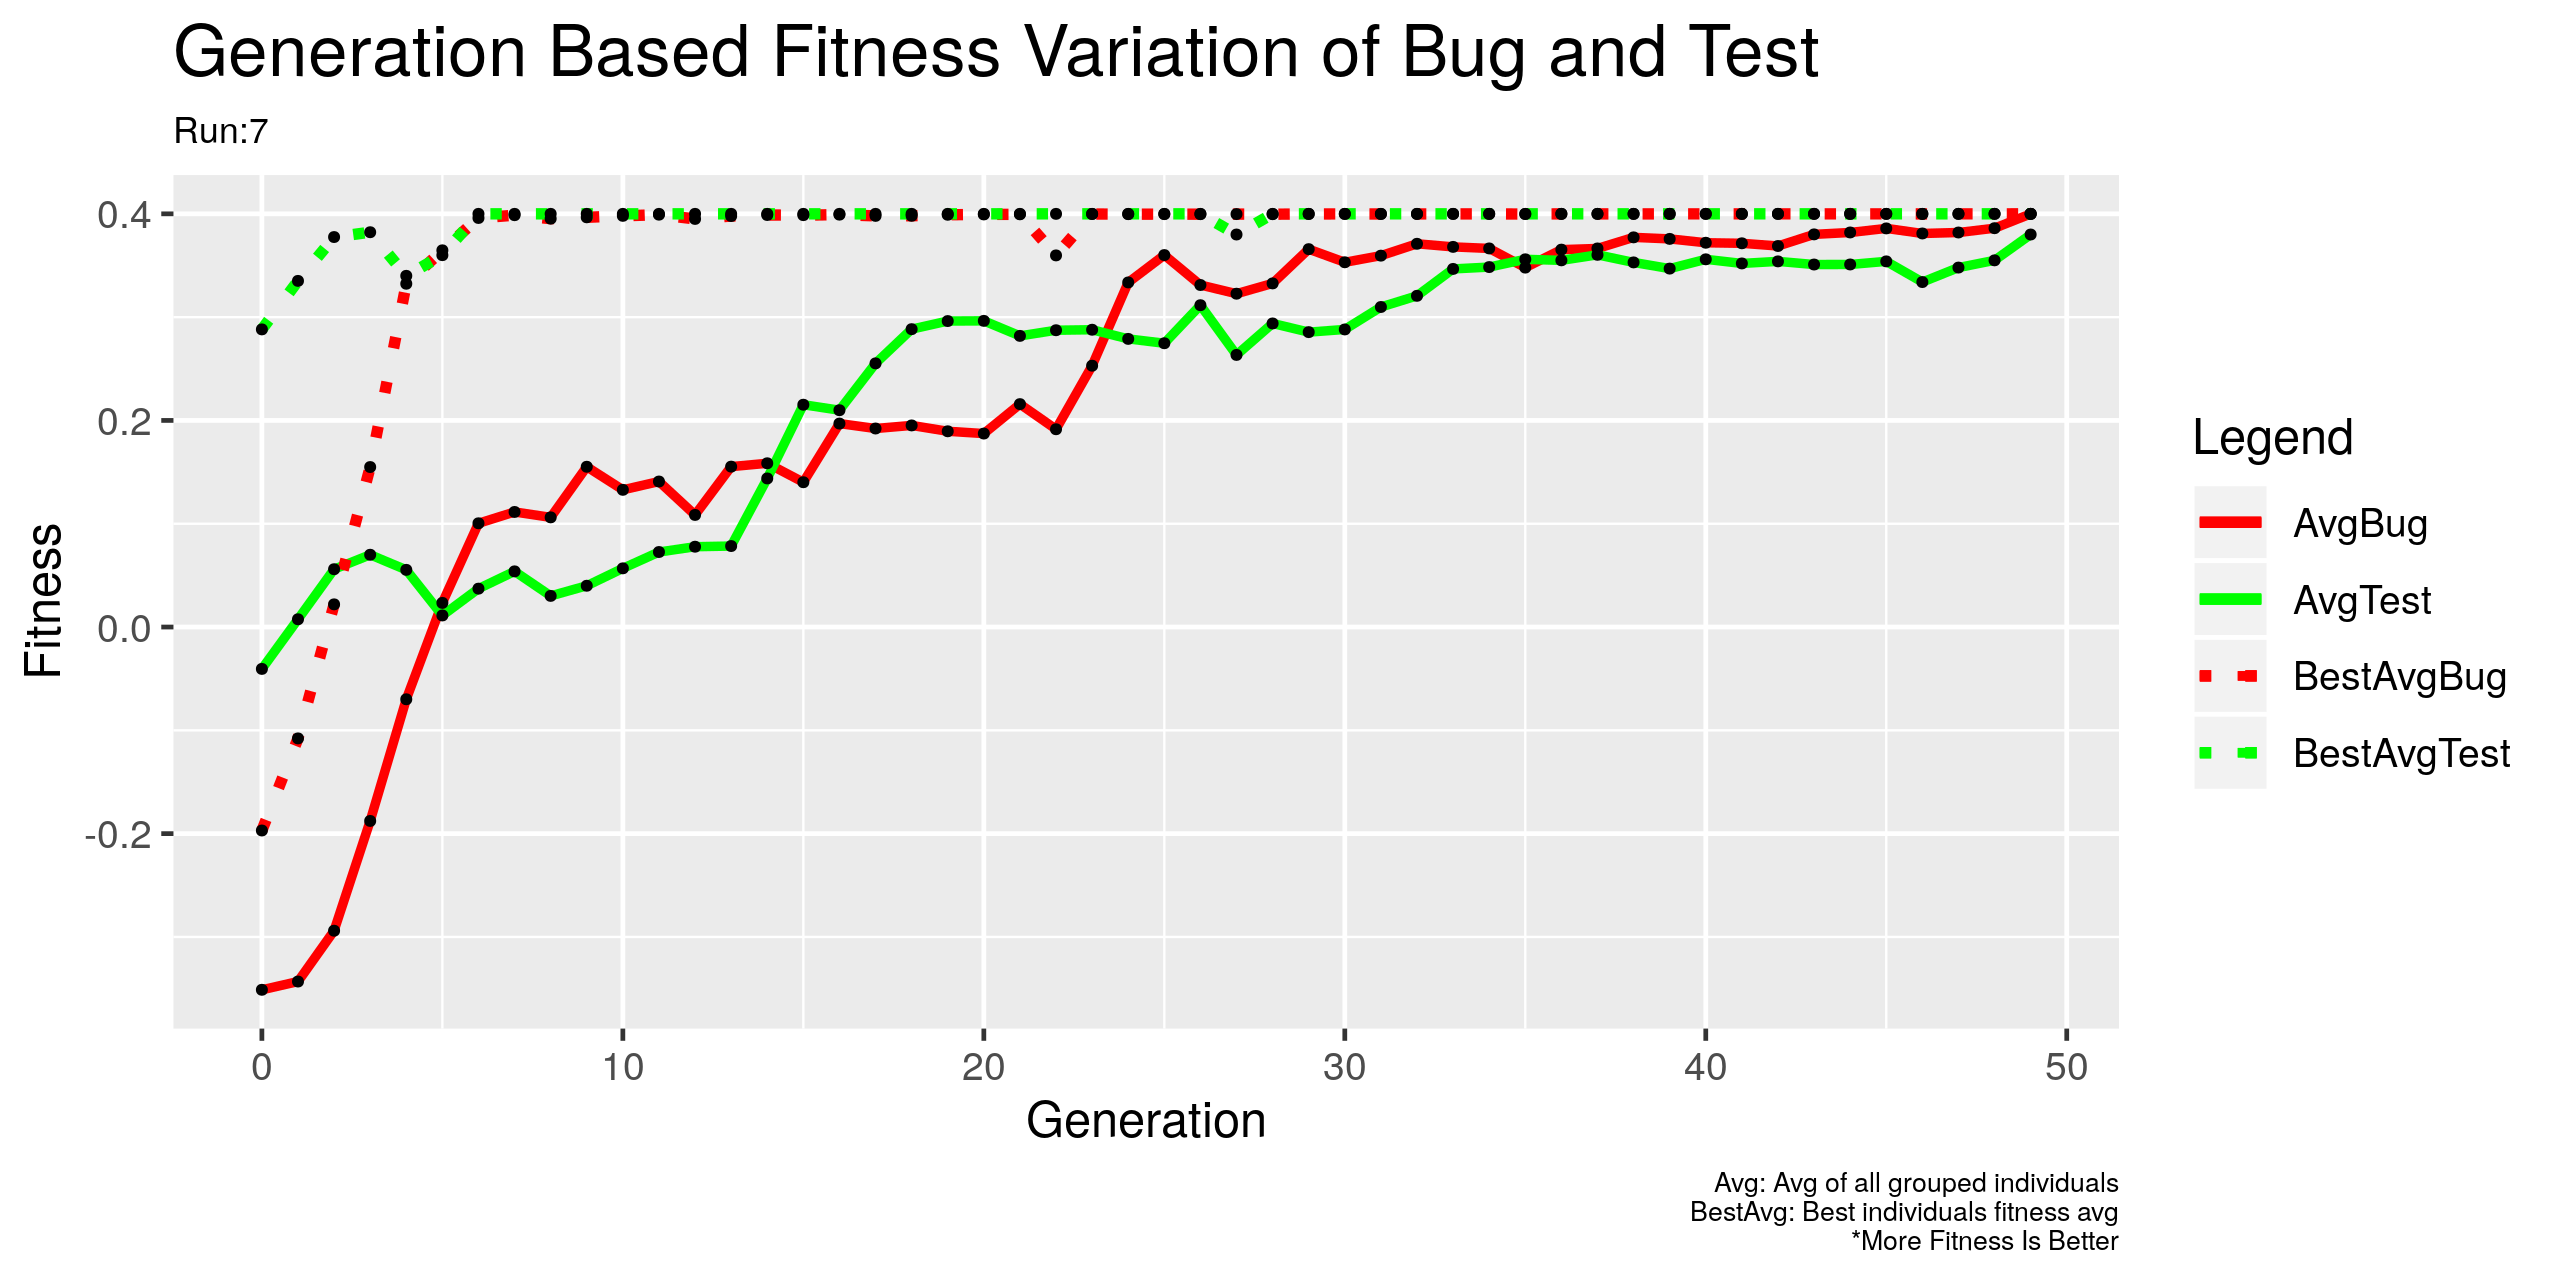 Generation Based Fitness Variation of Bug and Test
Run:7
0.4
0.2
0.0
-0.2
Fitness
0 10 20 30 40 50
Generation
Legend
AvgBug
AvgTest
BestAvgBug
BestAvgTest
Avg: Avg of all grouped individuals
BestAvg: Best individuals fitness avg
*More Fitness Is Better